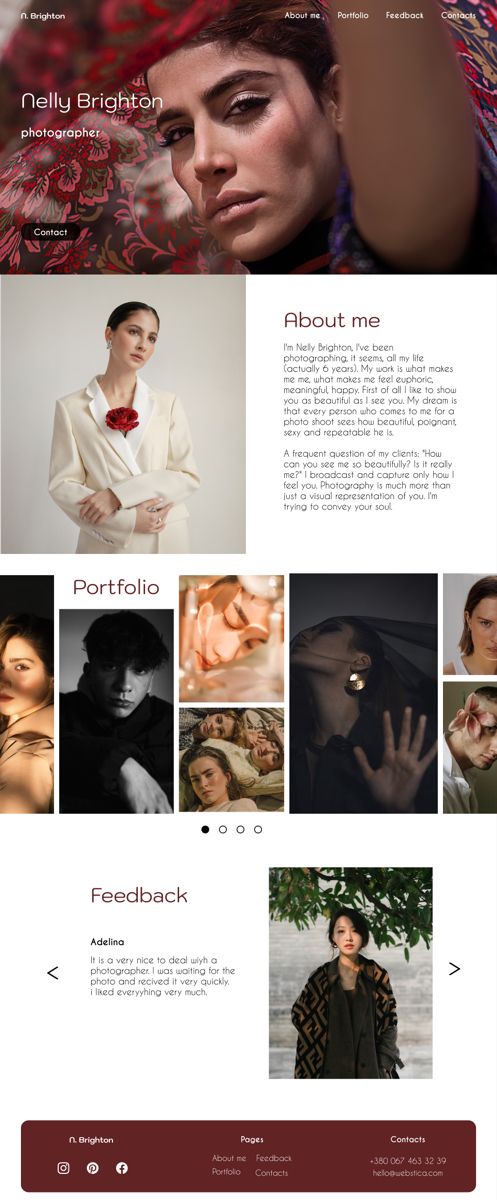 N. Brighton
About me
Portfolio
Feedback
Contacts
Nelly Brighton
photographer
Contact
About me
I'm Nelly Brighton, I've been
photographing, it seems, all my life
(actually 6 years). My work is what makes
me me, what makes me feel euphoric,
meaningful, happy. First of all I like to show
you as beautiful as I see you. My dream is
that every person who comes to me for a
photo shoot sees how beautiful, poignant,
sexy and repeatable he is.
A frequent question of my clients: "How
can you see me so beautifully? Is it really
me?" I broadcast and capture only how I
feel you. Photography is much more than
just a visual representation of you. I'm
trying to convey your soul.
Portfolio
Feedback
Adelina
It is a very nice to deal wiyh a
photographer. I was waiting for the
photo and recived it very quickly.
i liked everyyhing very much.
<
>
N. Brighton
Pages
About me
Feedback
Portfolio
Contacts
Contacts
+380 067 463 32 39
hello@webstica.com